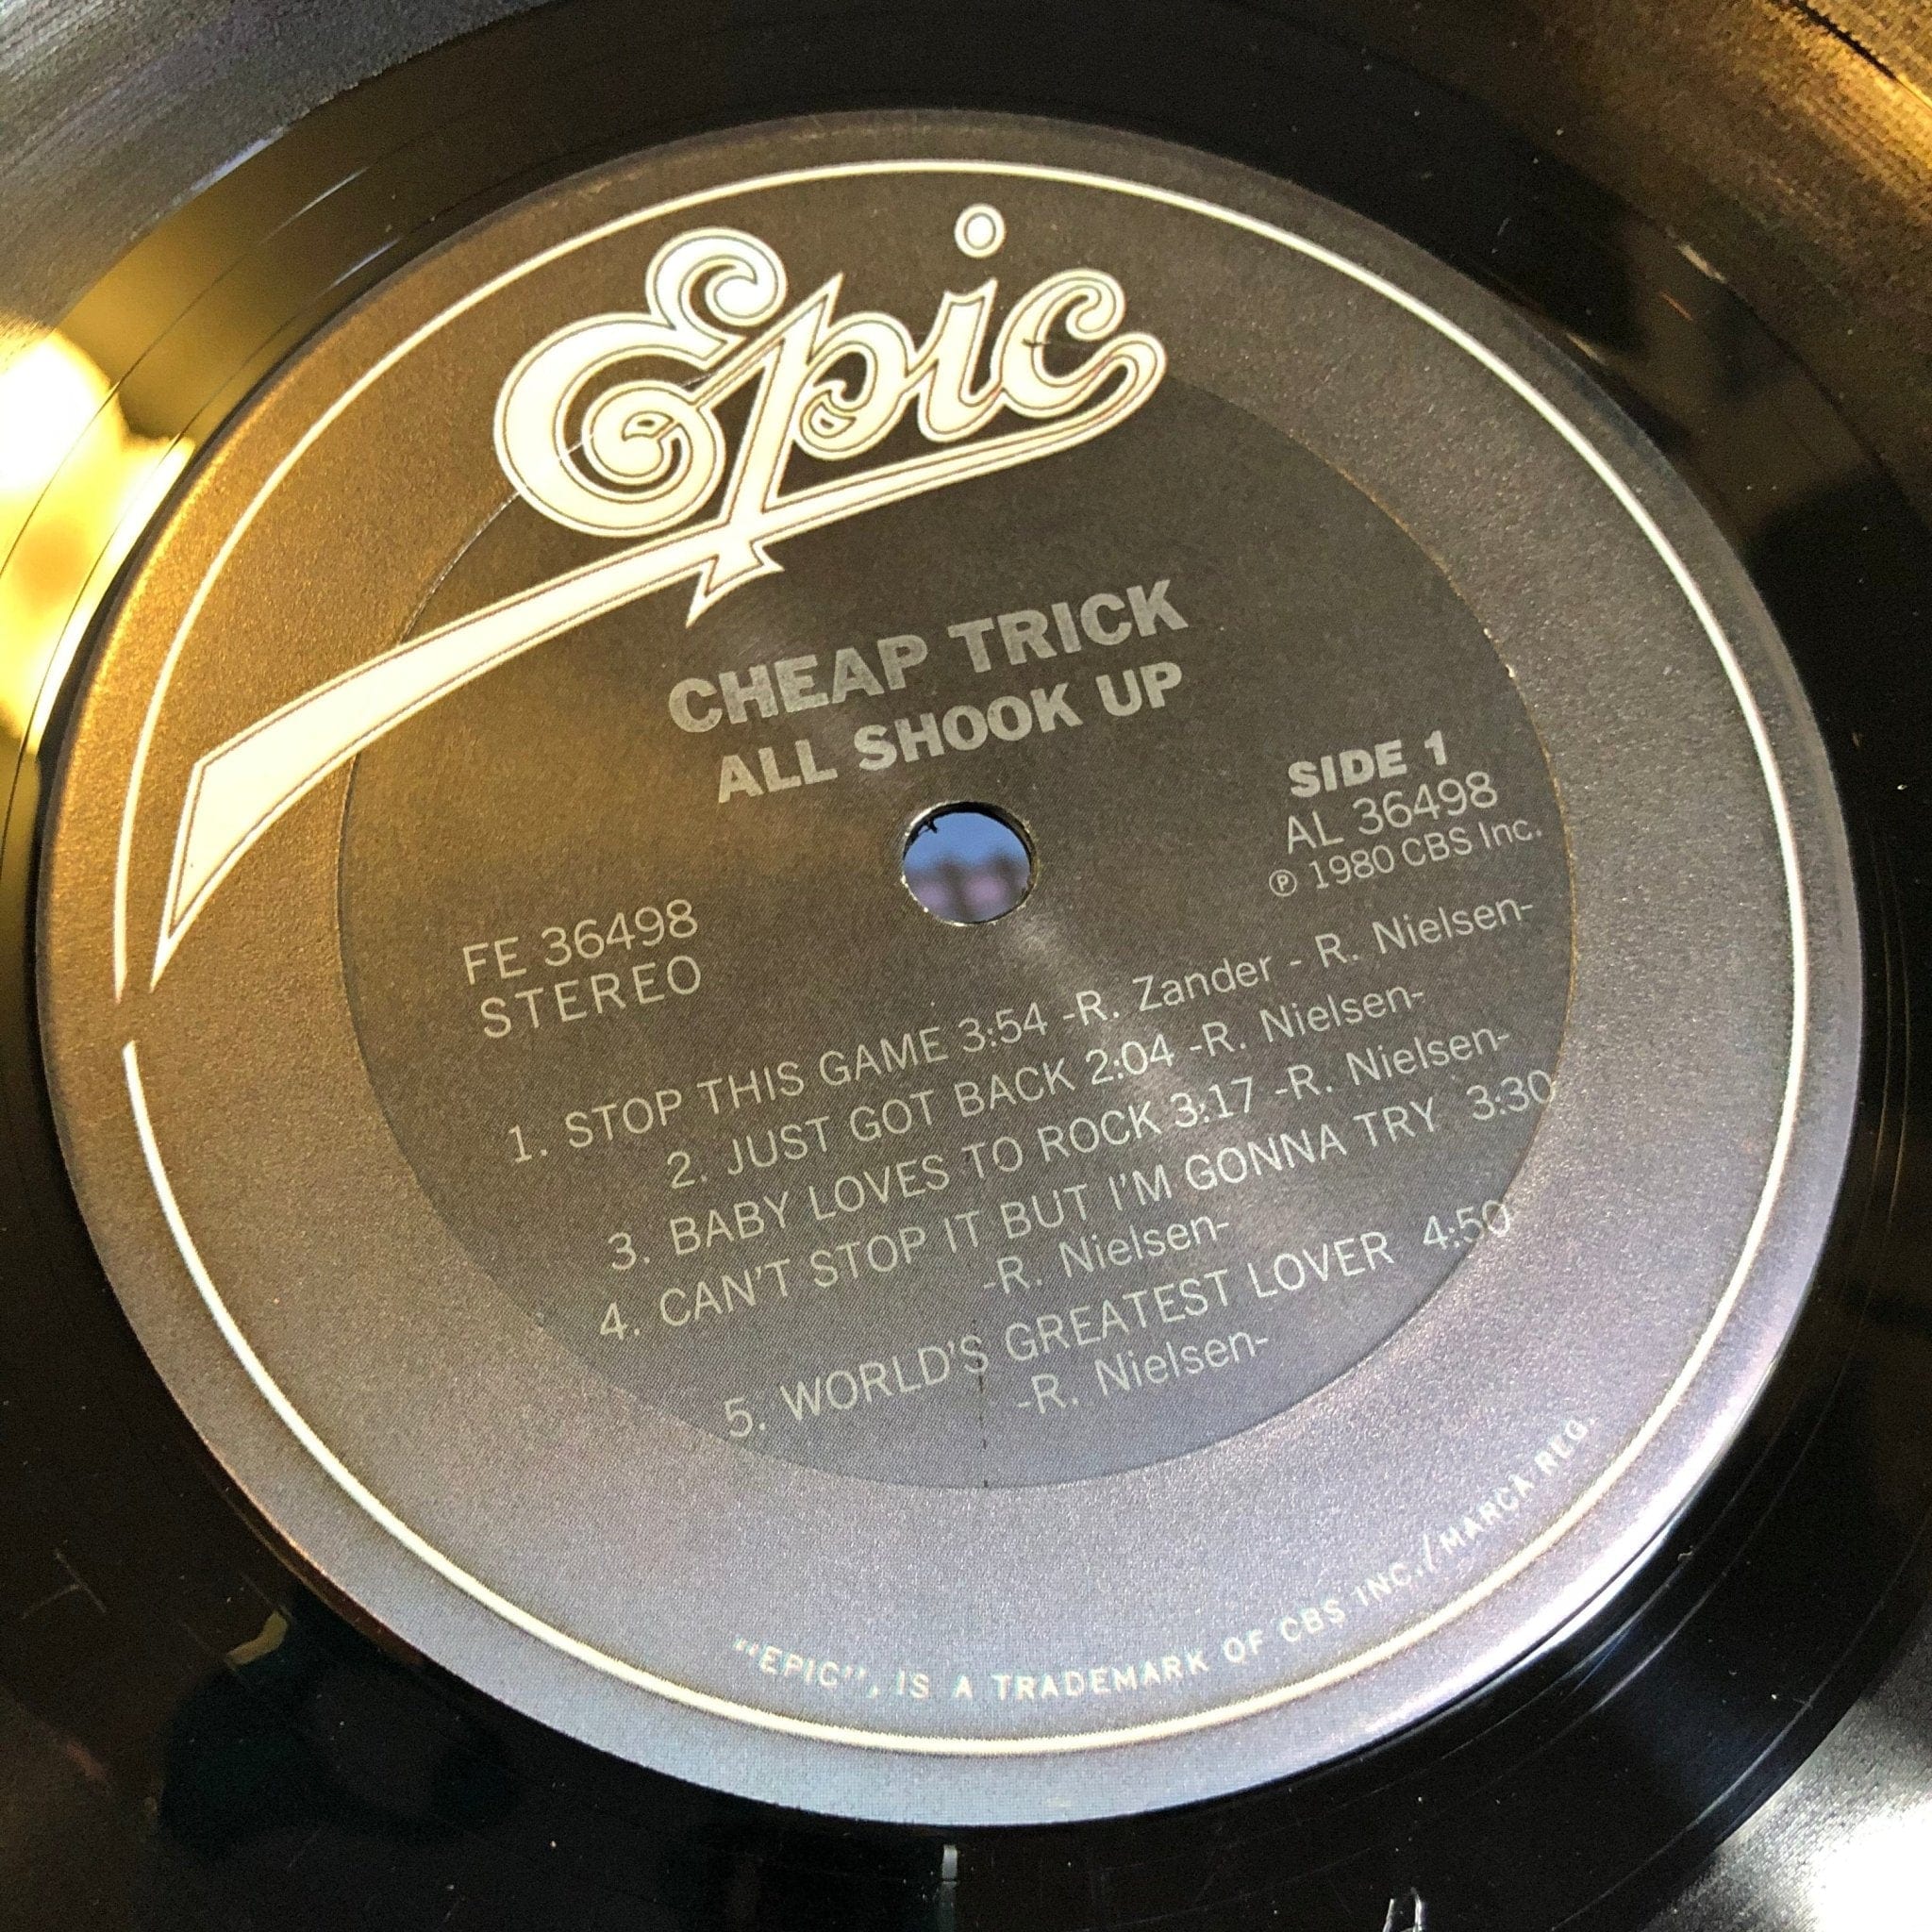 Epic
CHEAP TRICK
ALL SHOOK UP
SIDE 1
AL 36498
℗ 1980 CBS Inc.
FE 36498
STEREO
1. STOP THIS GAME 3:54 -R. Zander - R. Nielsen-
2. JUST GOT BACK 2:04 -R. Nielsen-
3. BABY LOVES TO ROCK 3:17 -R. Nielsen-
4. CAN'T STOP IT BUT I'M GONNA TRY 3:30
-R. Nielsen-
5. WORLD'S GREATEST LOVER 4:50
-R. Nielsen-
"EPIC", IS A TRADEMARK OF CBS INC./MARCA REG.